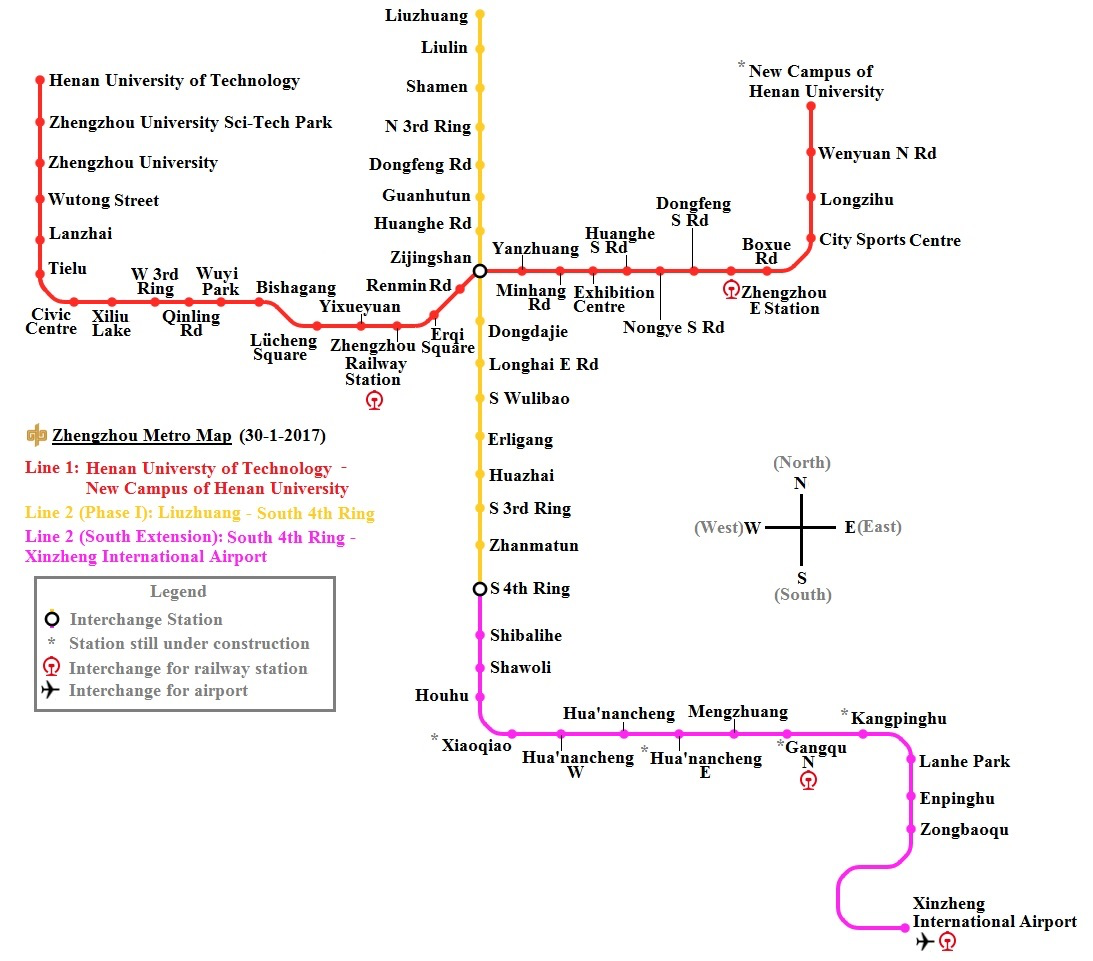 Liuzhuang
Liulin
Shamen
N 3rd Ring
Dongfeng Rd
Guanhutun
Huanghe Rd
Zijingshan
Henan University of Technology
Zhengzhou University Sci-Tech Park
Zhengzhou University
Wutong Street
Lanzhai
Tielu
Civic
Centre
Xiliu
Lake
W 3rd
Ring
Qinling
Rd
Wuyi
Park
Bishagang
Lücheng
Square
Yixueyuan
Zhengzhou
Railway
Station
Erqi
Square
Renmin Rd
Yanzhuang
Minhang
Rd
Exhibition
Centre
Huanghe
S Rd
Nongye S Rd
Dongfeng
S Rd
Zhengzhou
E Station
Boxue
Rd
City Sports Centre
Longzihu
Wenyuan N Rd
* New Campus of
Henan University
Dongdajie
Longhai E Rd
S Wulibao
Erligang
Huazhai
S 3rd Ring
Zhanmatun
S 4th Ring
Shibalihe
Shawoli
Houhu
* Xiaoqiao
Hua'nancheng
W
Hua'nancheng
* Hua'nancheng
E
Mengzhuang
* Gangqu
N
* Kangpinghu
Lanhe Park
Enpinghu
Zongbaoqu
Xinzheng
International Airport
Zhengzhou Metro Map (30-1-2017)
Line 1: Henan Universty of Technology -
New Campus of Henan University
Line 2 (Phase I): Liuzhuang - South 4th Ring
Line 2 (South Extension): South 4th Ring -
Xinzheng International Airport
Legend
Interchange Station
* Station still under construction
Interchange for railway station
Interchange for airport
(North)
N
(West) W
E (East)
S
(South)